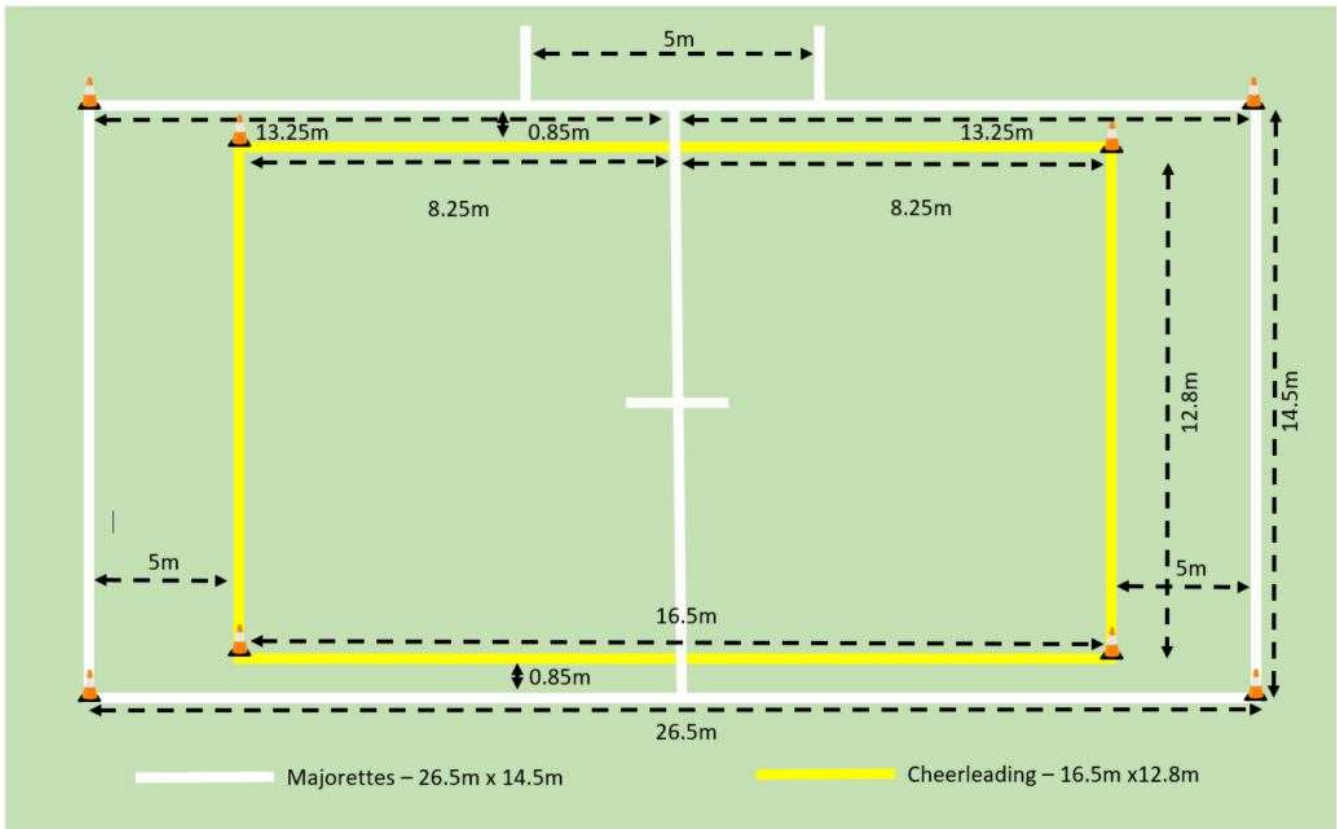 5m
13.25m
0.85m
13.25m
8.25m
8.25m
12.8m
14.5m
5m
5m
16.5m
0.85m
26.5m
Majorettes – 26.5m x 14.5m
Cheerleading – 16.5m x12.8m